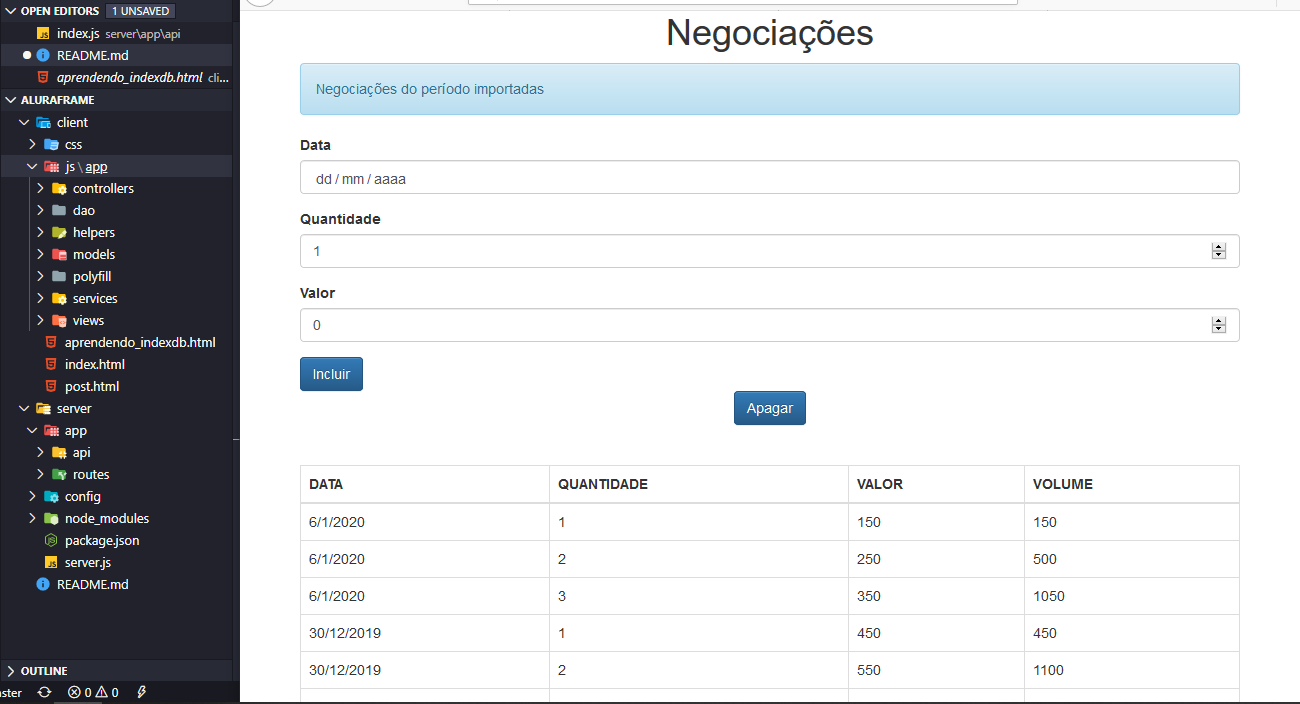 OPEN EDITORS 1 UNSAVED
index.js server\app\api
README.md
aprendendo_indexdb.html cli...
ALURAFRAME
client
css
js \ app
controllers
dao
helpers
models
polyfill
services
views
aprendendo_indexdb.html
index.html
post.html
server
app
api
routes
config
node_modules
package.json
server.js
README.md
OUTLINE
ster 0 0
Negociações
Negociações do período importadas
Data
dd / mm / aaaa
Quantidade
1
Valor
0
Incluir
Apagar
DATA QUANTIDADE VALOR VOLUME
6/1/2020 1 150 150
6/1/2020 2 250 500
6/1/2020 3 350 1050
30/12/2019 1 450 450
30/12/2019 2 550 1100